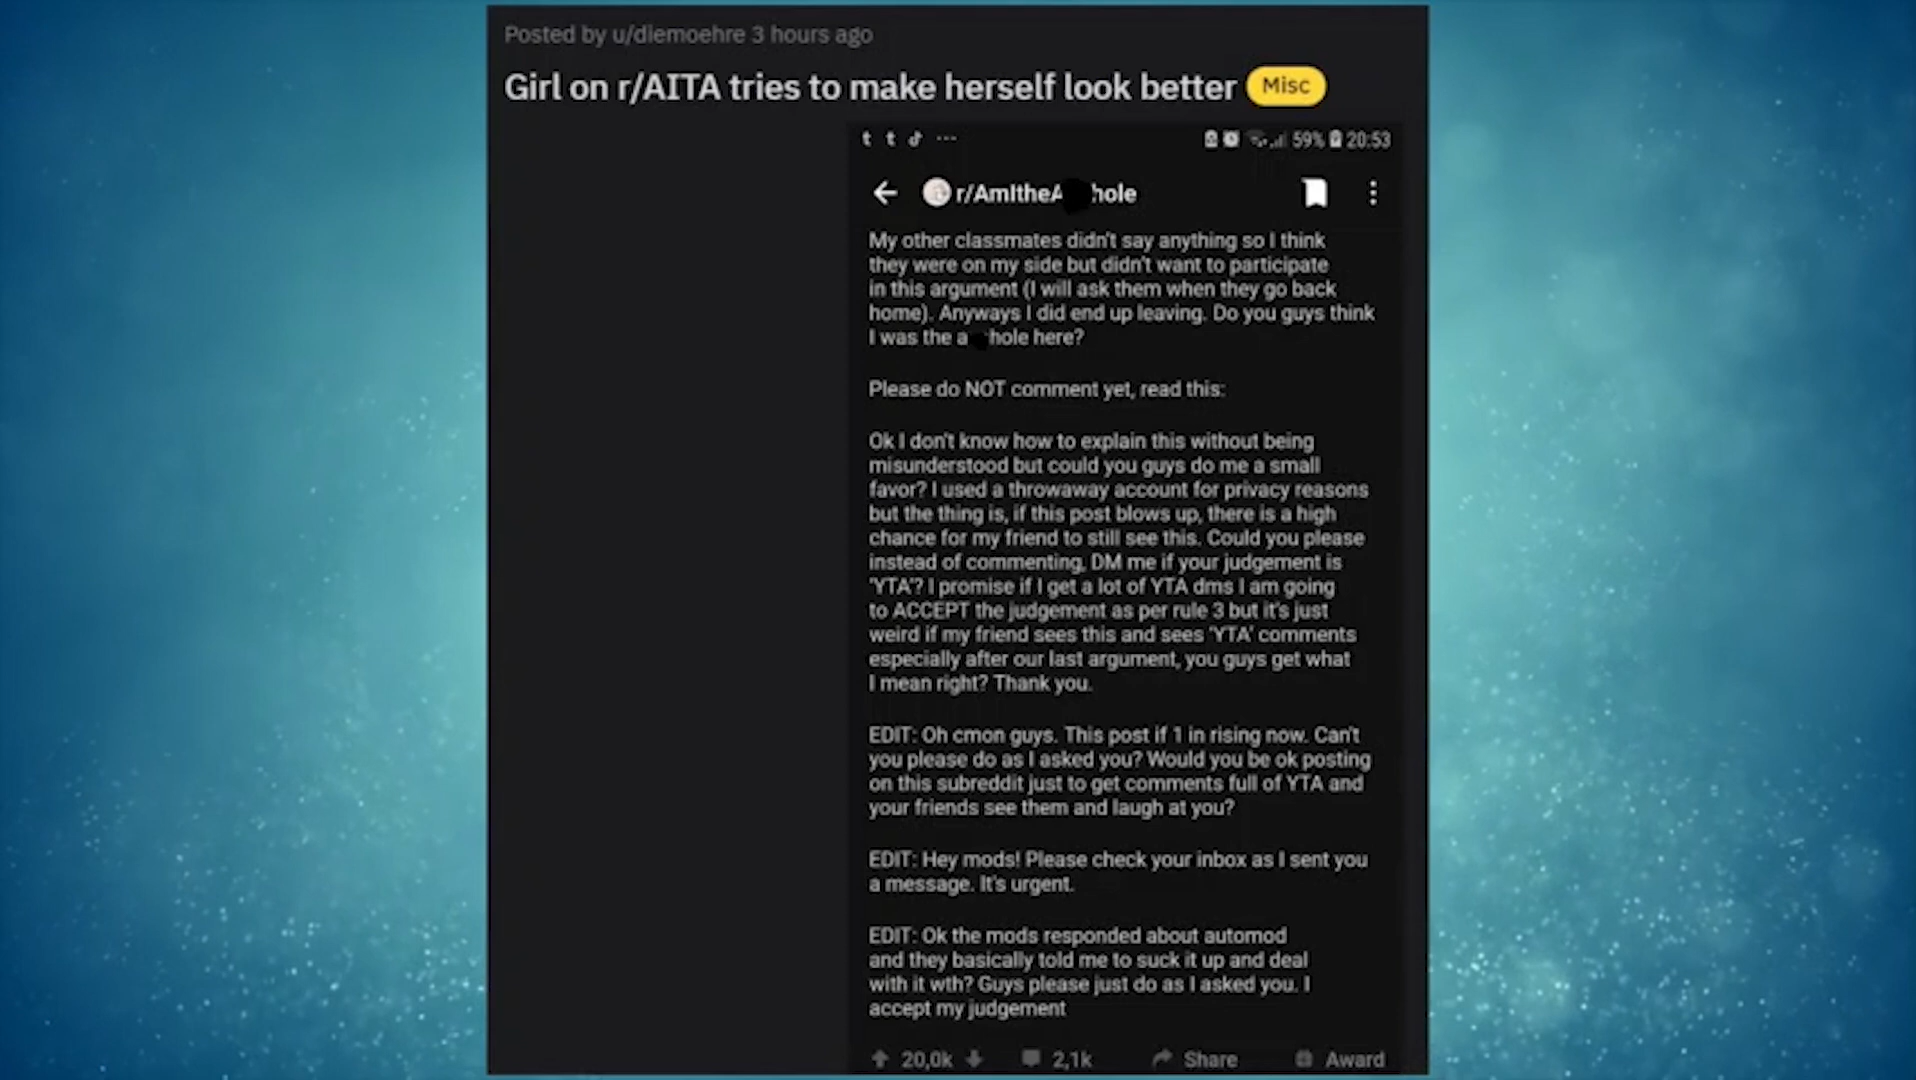 Posted by u/dlemoehre 3 hours ago
Girl on r/AITA tries to make herself look better Misc
t t ... 59% 20:53
r/AmItheA hole
My other classmates didn't say anything so I think
they were on my side but didn't want to participate
in this argument (I will ask them when they go back
home). Anyways I did end up leaving. Do you guys think
I was the a hole here?
Please do NOT comment yet, read this:
Ok I don't know how to explain this without being
misunderstood but could you guys do me a small
favor? I used a throwaway account for privacy reasons
but the thing is, if this post blows up, there is a high
chance for my friend to still see this. Could you please
instead of commenting, DM me if your judgement is
'YTA'? I promise if I get a lot of YTA dms I am going
to ACCEPT the judgement as per rule 3 but it's just
weird if my friend sees this and sees 'YTA' comments
especially after our last argument, you guys get what
I mean right? Thank you.
EDIT: Oh cmon guys. This post if 1 in rising now. Can't
you please do as I asked you? Would you be ok posting
on this subreddit just to get comments full of YTA and
your friends see them and laugh at you?
EDIT: Hey mods! Please check your inbox as I sent you
a message. It's urgent.
EDIT: Ok the mods responded about automod
and they basically told me to suck it up and deal
with it wth? Guys please just do as I asked you. I
accept my judgement
20,0k 2,1k Share Award